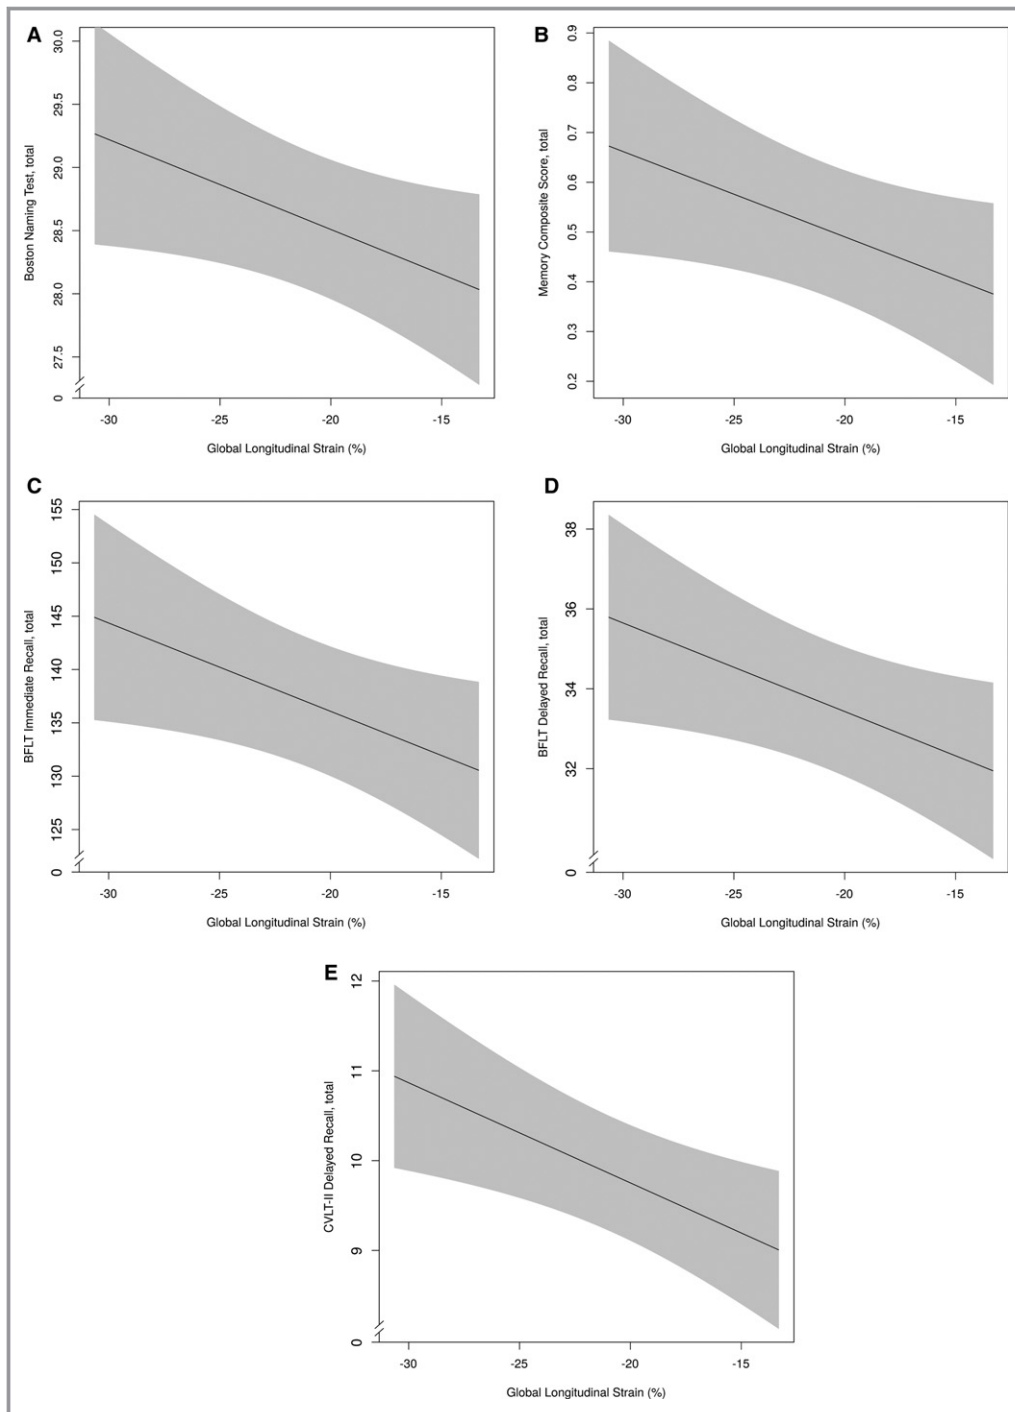 A
30.0
29.5
29.0
28.5
28.0
27.5
0
Boston Naming Test, total
-30 -25 -20 -15
Global Longitudinal Strain (%)
B
0.9
0.8
0.7
0.6
0.5
0.4
0.3
0.2
Memory Composite Score, total
-30 -25 -20 -15
Global Longitudinal Strain (%)
C
155
150
145
140
135
130
125
0
BFLT Immediate Recall, total
-30 -25 -20 -15
Global Longitudinal Strain (%)
D
38
36
34
32
0
BFLT Delayed Recall, total
-30 -25 -20 -15
Global Longitudinal Strain (%)
E
12
11
10
9
0
CVLT-II Delayed Recall, total
-30 -25 -20 -15
Global Longitudinal Strain (%)